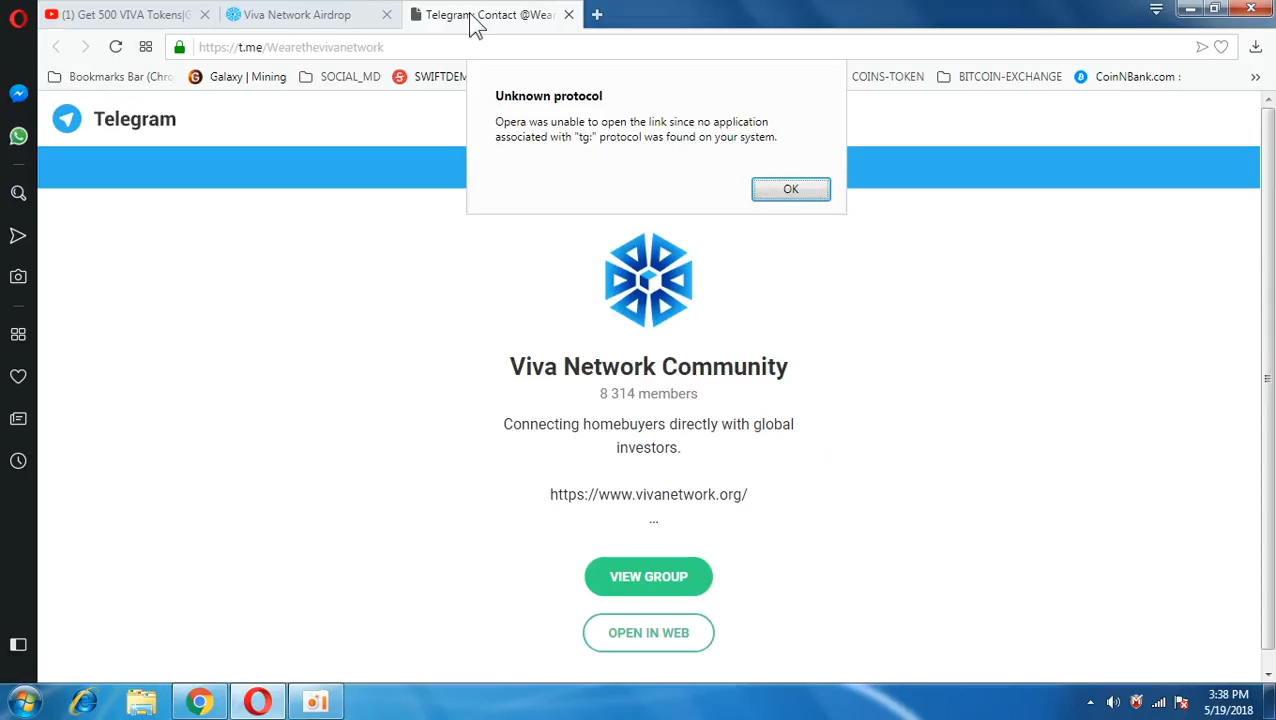 (1) Get 500 VIVA Tokens|G
Viva Network Airdrop
Telegram: Contact @Wear
https://t.me/Wearethevivanetwork
Bookmarks Bar (Chro
Galaxy | Mining
SOCIAL_MD
SWIFTDEM
COINS-TOKEN
BITCOIN-EXCHANGE
CoinNBank.com :
Telegram
Unknown protocol
Opera was unable to open the link since no application
associated with "tg:" protocol was found on your system.
OK
Viva Network Community
8 314 members
Connecting homebuyers directly with global
investors.
https://www.vivanetwork.org/
...
VIEW GROUP
OPEN IN WEB
3:38 PM
5/19/2018